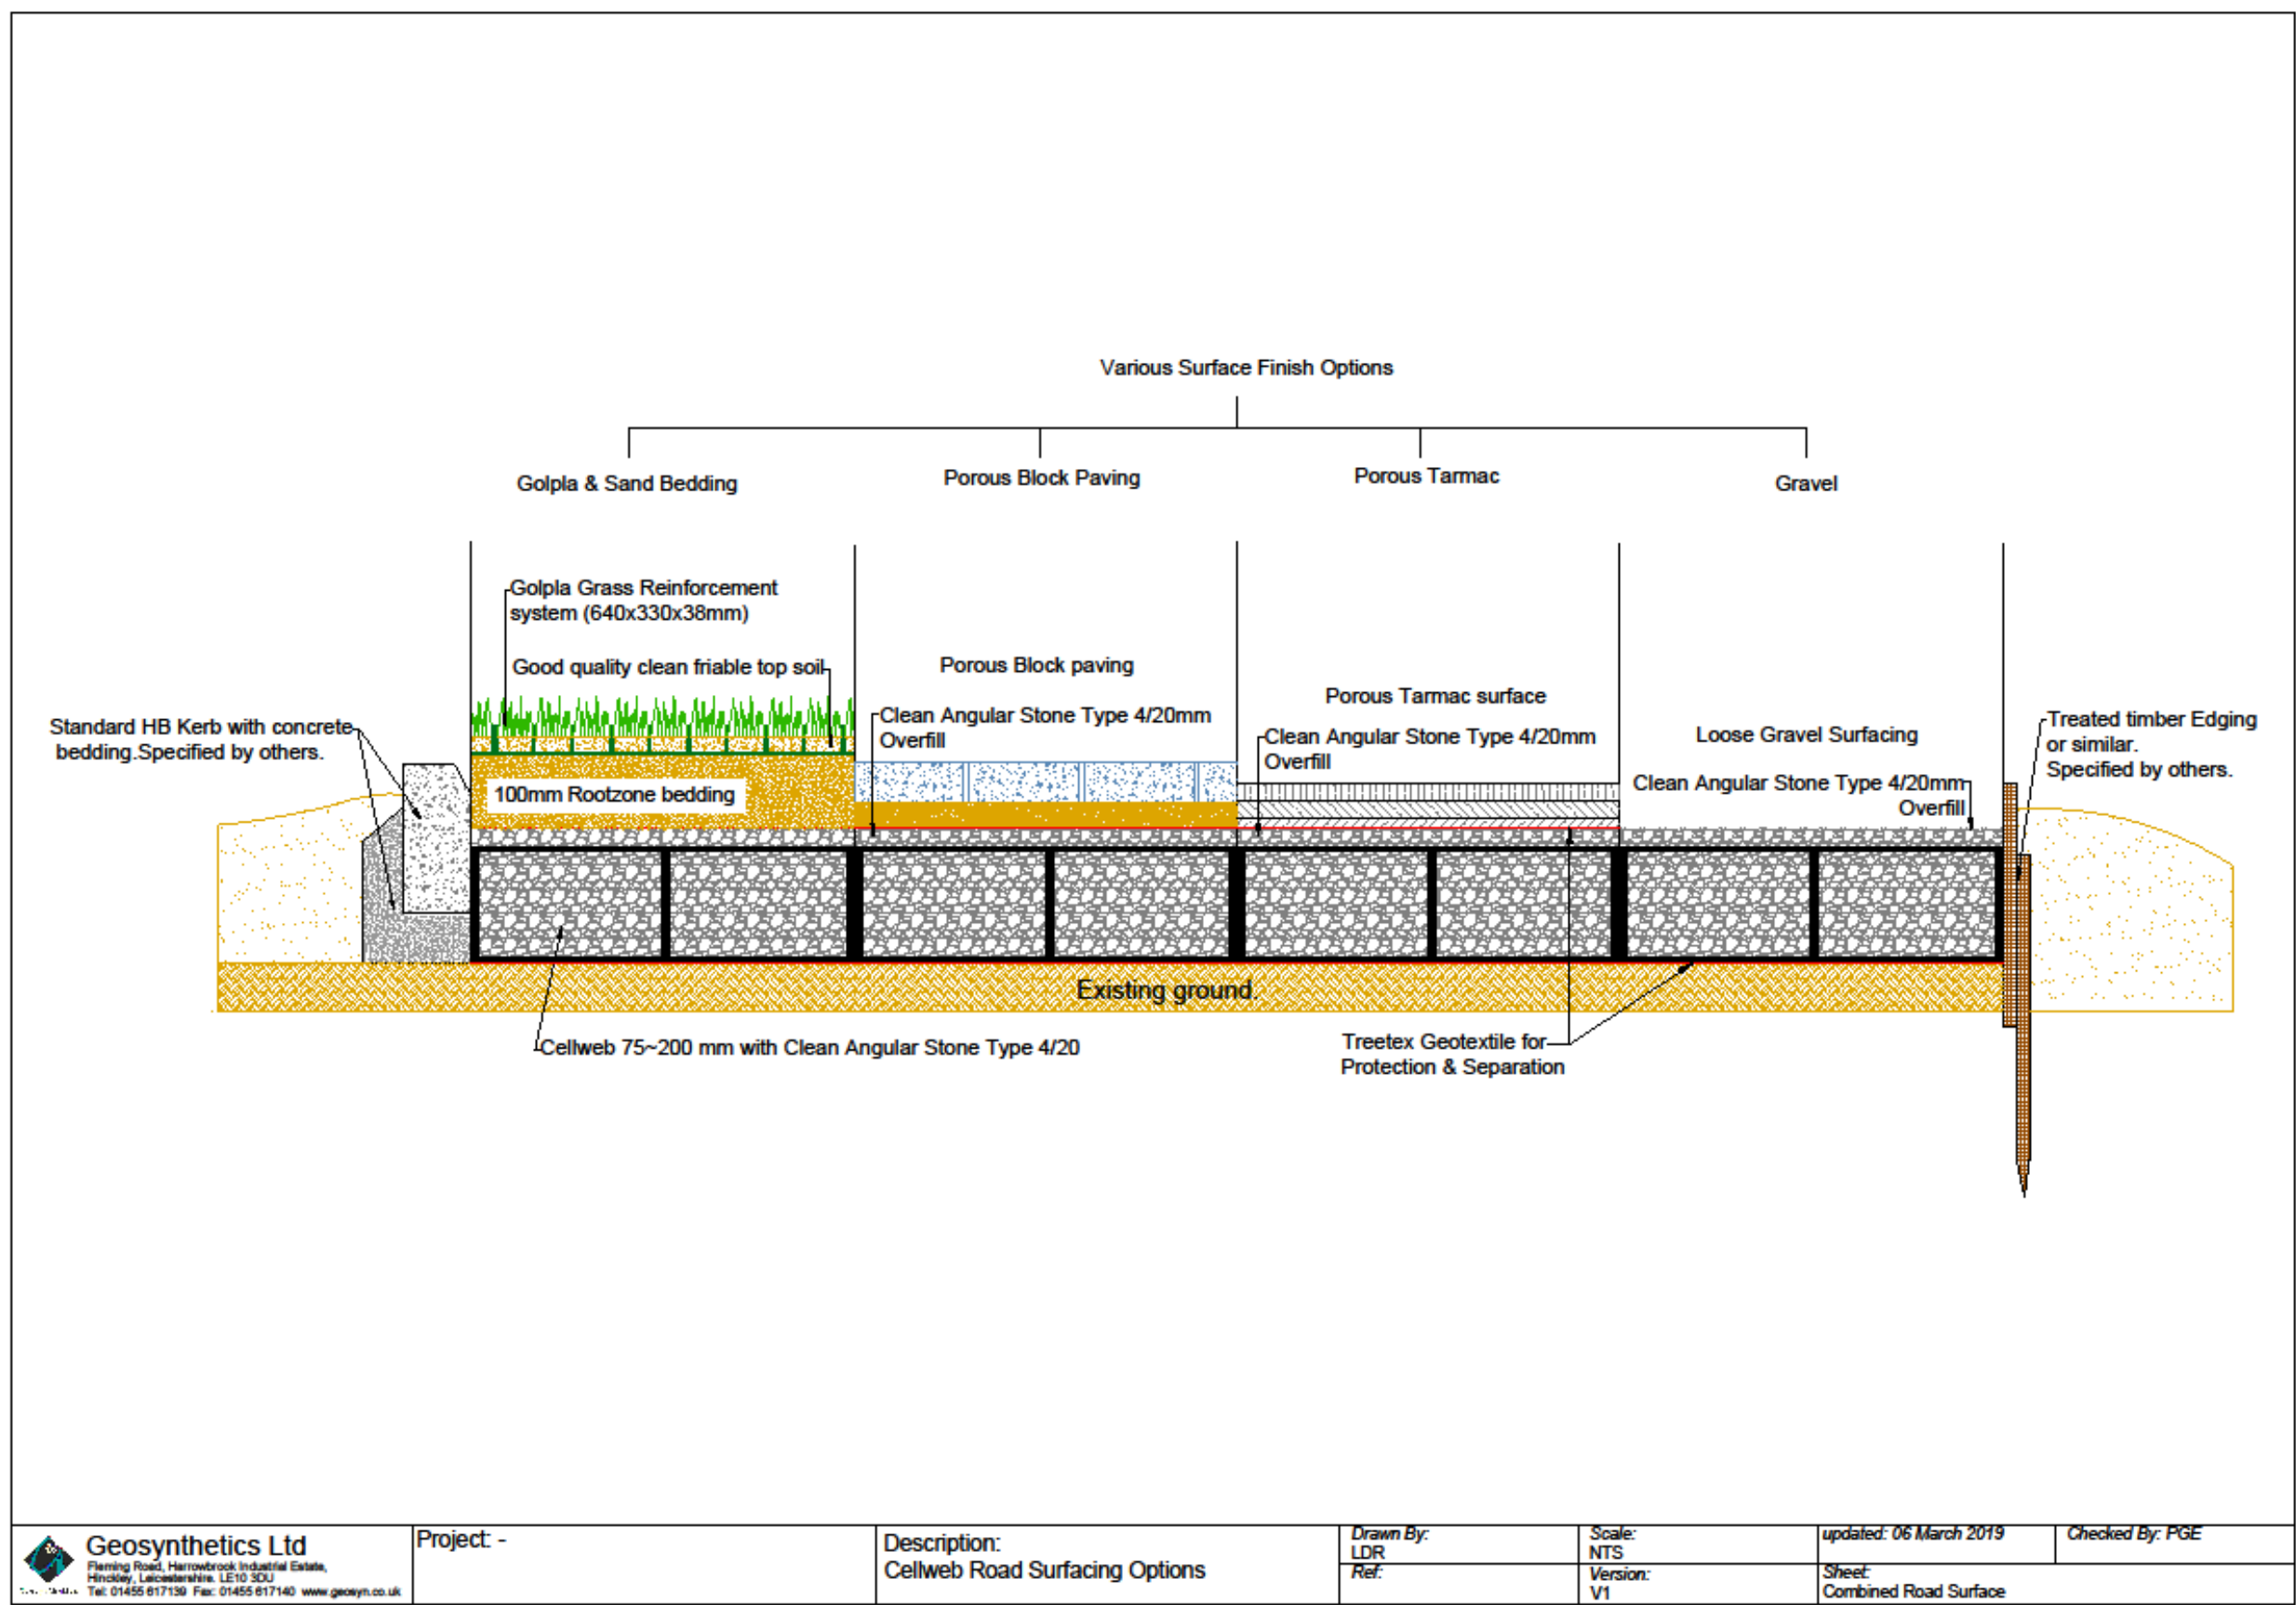 Various Surface Finish Options
Golpla & Sand Bedding
Porous Block Paving
Porous Tarmac
Gravel
Golpla Grass Reinforcement
system (640x330x38mm)
Good quality clean friable top soil
Porous Block paving
Clean Angular Stone Type 4/20mm
Overfill
Porous Tarmac surface
Clean Angular Stone Type 4/20mm
Overfill
Loose Gravel Surfacing
Clean Angular Stone Type 4/20mm
Overfill
Standard HB Kerb with concrete
bedding.Specified by others.
Treated timber Edging
or similar.
Specified by others.
100mm Rootzone bedding
Existing ground.
Cellweb 75~200 mm with Clean Angular Stone Type 4/20
Treetex Geotextile for
Protection & Separation
Geosynthetics Ltd
Fleming Road, Harrowbrook Industrial Estate,
Hinckley, Leicestershire. LE10 3DU
Tel: 01455 617139 Fax: 01455 617140 www.geosyn.co.uk
Project: -
Description:
Cellweb Road Surfacing Options
Drawn By:
LDR
Ref:
Scale:
NTS
Version:
V1
updated: 06 March 2019
Checked By: PGE
Sheet:
Combined Road Surface